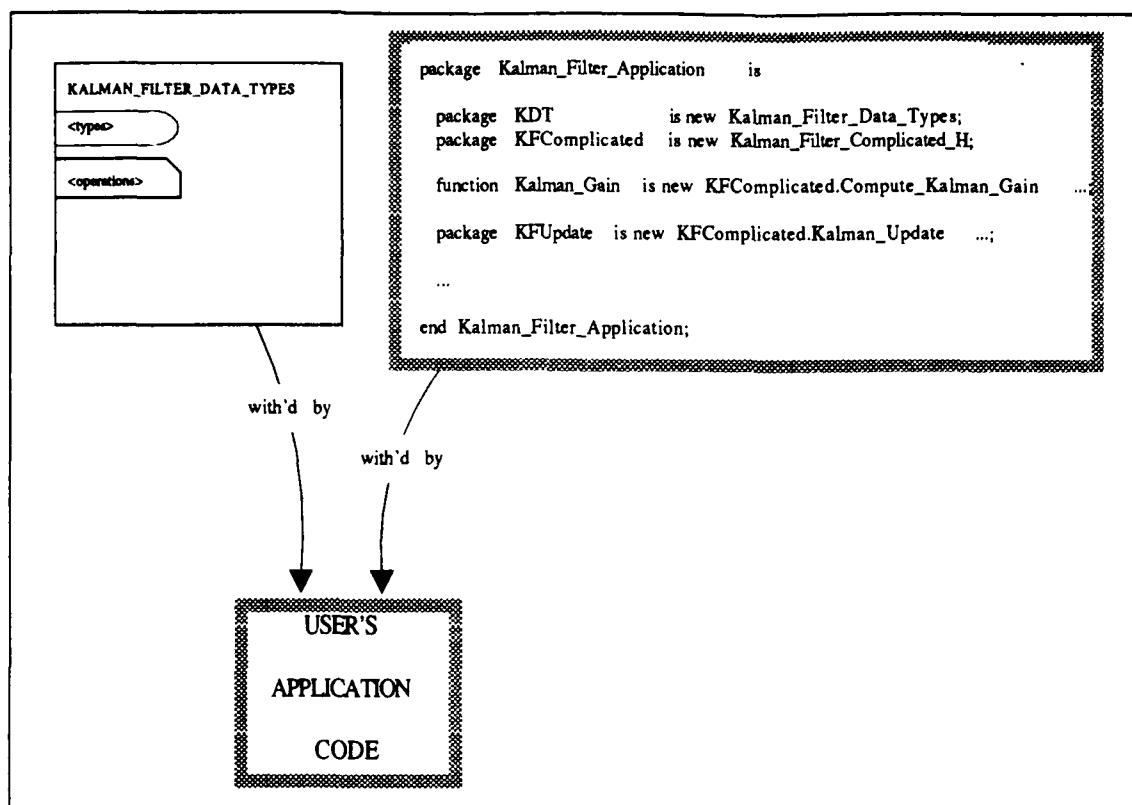 KALMAN_FILTER_DATA_TYPES
<types>
<operations>
package Kalman_Filter_Application is
package KDT is new Kalman_Filter_Data_Types;
package KFComplicated is new Kalman_Filter_Complicated_H;
function Kalman_Gain is new KFComplicated.Compute_Kalman_Gain ...;
package KFUpdate is new KFComplicated.Kalman_Update ...;
...
end Kalman_Filter_Application;
with'd by
with'd by
USER'S
APPLICATION
CODE